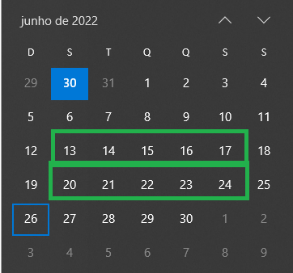 junho de 2022
D S T Q Q S S
29 30 31 1 2 3 4
5 6 7 8 9 10 11
12 13 14 15 16 17 18
19 20 21 22 23 24 25
26 27 28 29 30 1 2
3 4 5 6 7 8 9